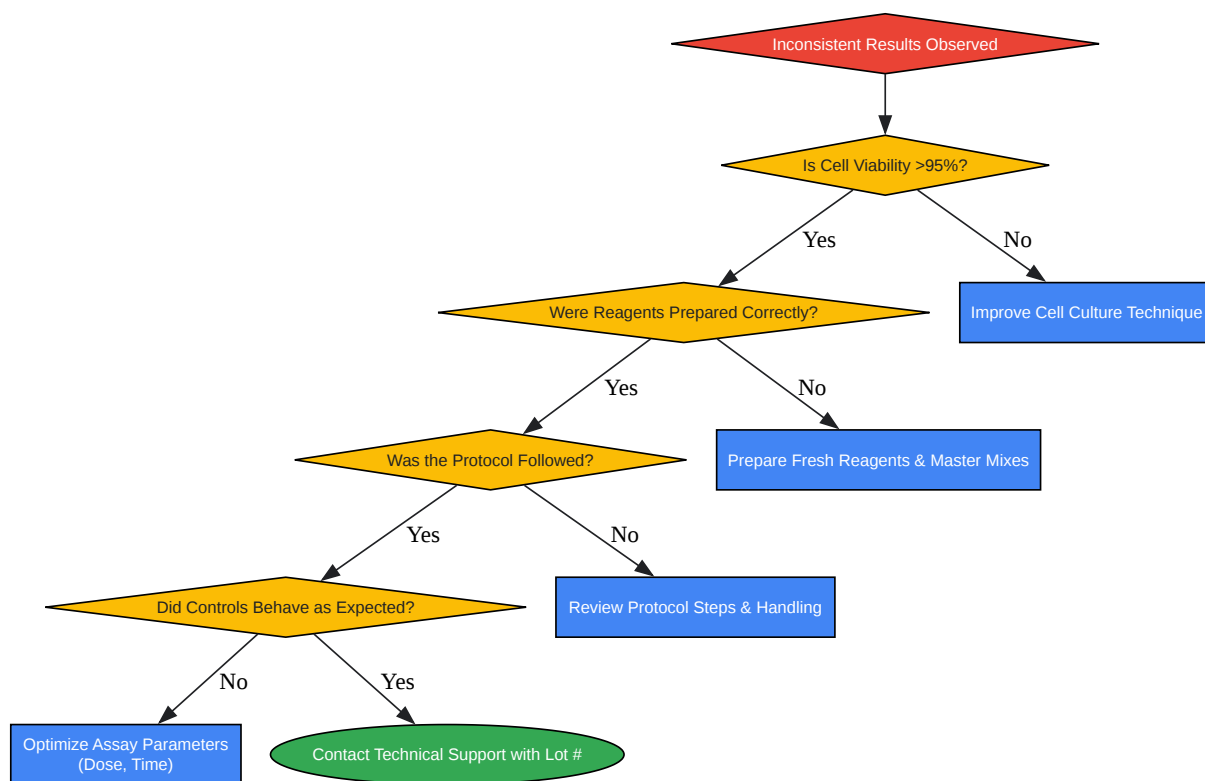 Inconsistent Results Observed
Is Cell Viability >95%?
Yes
No
Were Reagents Prepared Correctly?
Improve Cell Culture Technique
Yes
No
Was the Protocol Followed?
Prepare Fresh Reagents & Master Mixes
Yes
No
Did Controls Behave as Expected?
Review Protocol Steps & Handling
No
Yes
Optimize Assay Parameters
(Dose, Time)
Contact Technical Support with Lot #